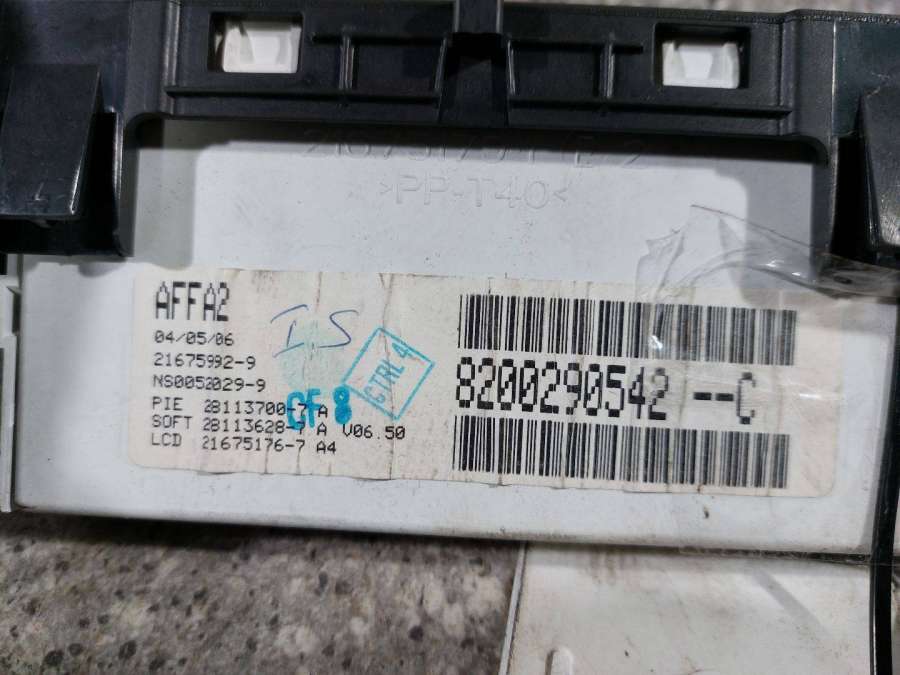 >PP-T40<
AFFA2
04/05/06
21675992-9
NS0052029-9
PIE 28113700-7 A
SOFT 28113628-7 A V06.50
LCD 21675176-7 A4
IS
CTRL 4
CF 8
8200290542 --C